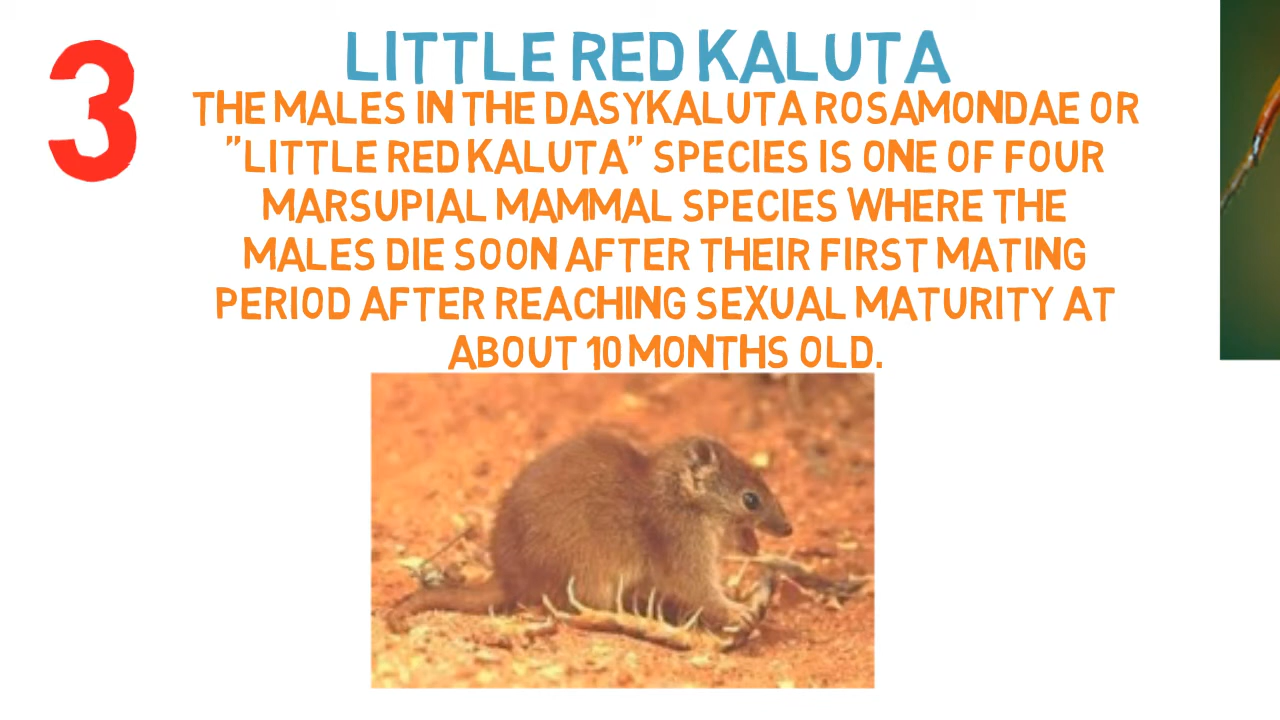 3
LITTLE RED KALUTA
THE MALES IN THE DASYKALUTA ROSAMONDAE OR
"LITTLE RED KALUTA" SPECIES IS ONE OF FOUR
MARSUPIAL MAMMAL SPECIES WHERE THE
MALES DIE SOON AFTER THEIR FIRST MATING
PERIOD AFTER REACHING SEXUAL MATURITY AT
ABOUT 10 MONTHS OLD.